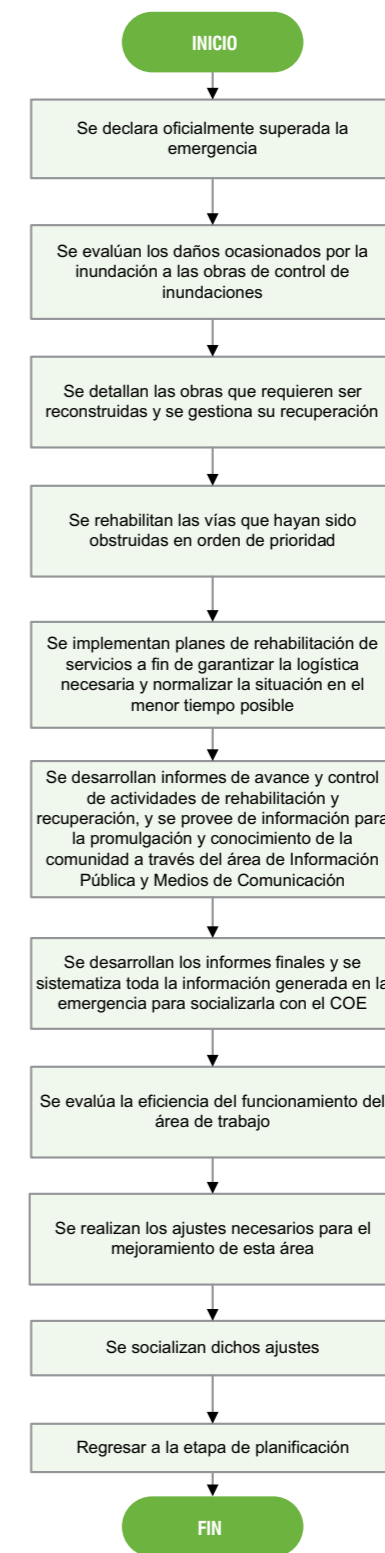 INICIO
Se declara oficialmente superada la
emergencia
Se evalúan los daños ocasionados por la
inundación a las obras de control de
inundaciones
Se detallan las obras que requieren ser
reconstruidas y se gestiona su recuperación
Se rehabilitan las vías que hayan sido
obstruidas en orden de prioridad
Se implementan planes de rehabilitación de
servicios a fin de garantizar la logística
necesaria y normalizar la situación en el
menor tiempo posible
Se desarrollan informes de avance y control
de actividades de rehabilitación y
recuperación, y se provee de información para
la promulgación y conocimiento de la
comunidad a través del área de Información
Pública y Medios de Comunicación
Se desarrollan los informes finales y se
sistematiza toda la información generada en la
emergencia para socializarla con el COE
Se evalúa la eficiencia del funcionamiento del
área de trabajo
Se realizan los ajustes necesarios para el
mejoramiento de esta área
Se socializan dichos ajustes
Regresar a la etapa de planificación
FIN